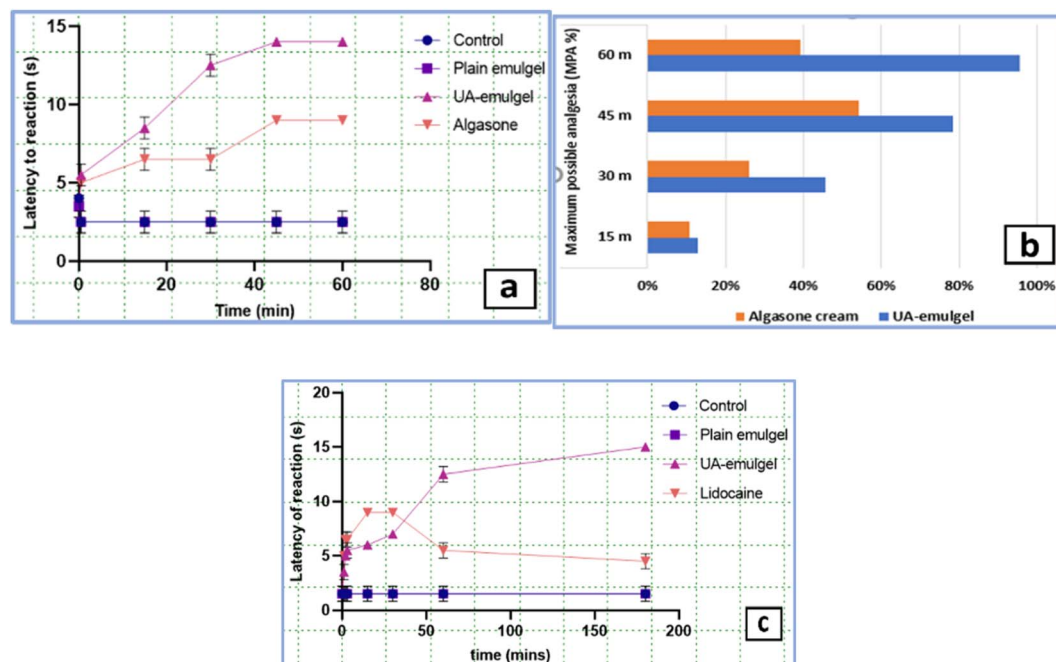 15
10
5
0
Latency to reaction (s)
0
20
40
60
80
Time (min)
Control
Plain emulgel
UA-emulgel
Algasone
a
Maximum possible analgesia (MPA %)
60 m
45 m
30 m
15 m
0%
20%
40%
60%
80%
100%
Algasone cream
UA-emulgel
b
20
15
10
5
0
Latency of reaction (s)
0
50
100
150
200
time (mins)
Control
Plain emulgel
UA-emulgel
Lidocaine
c